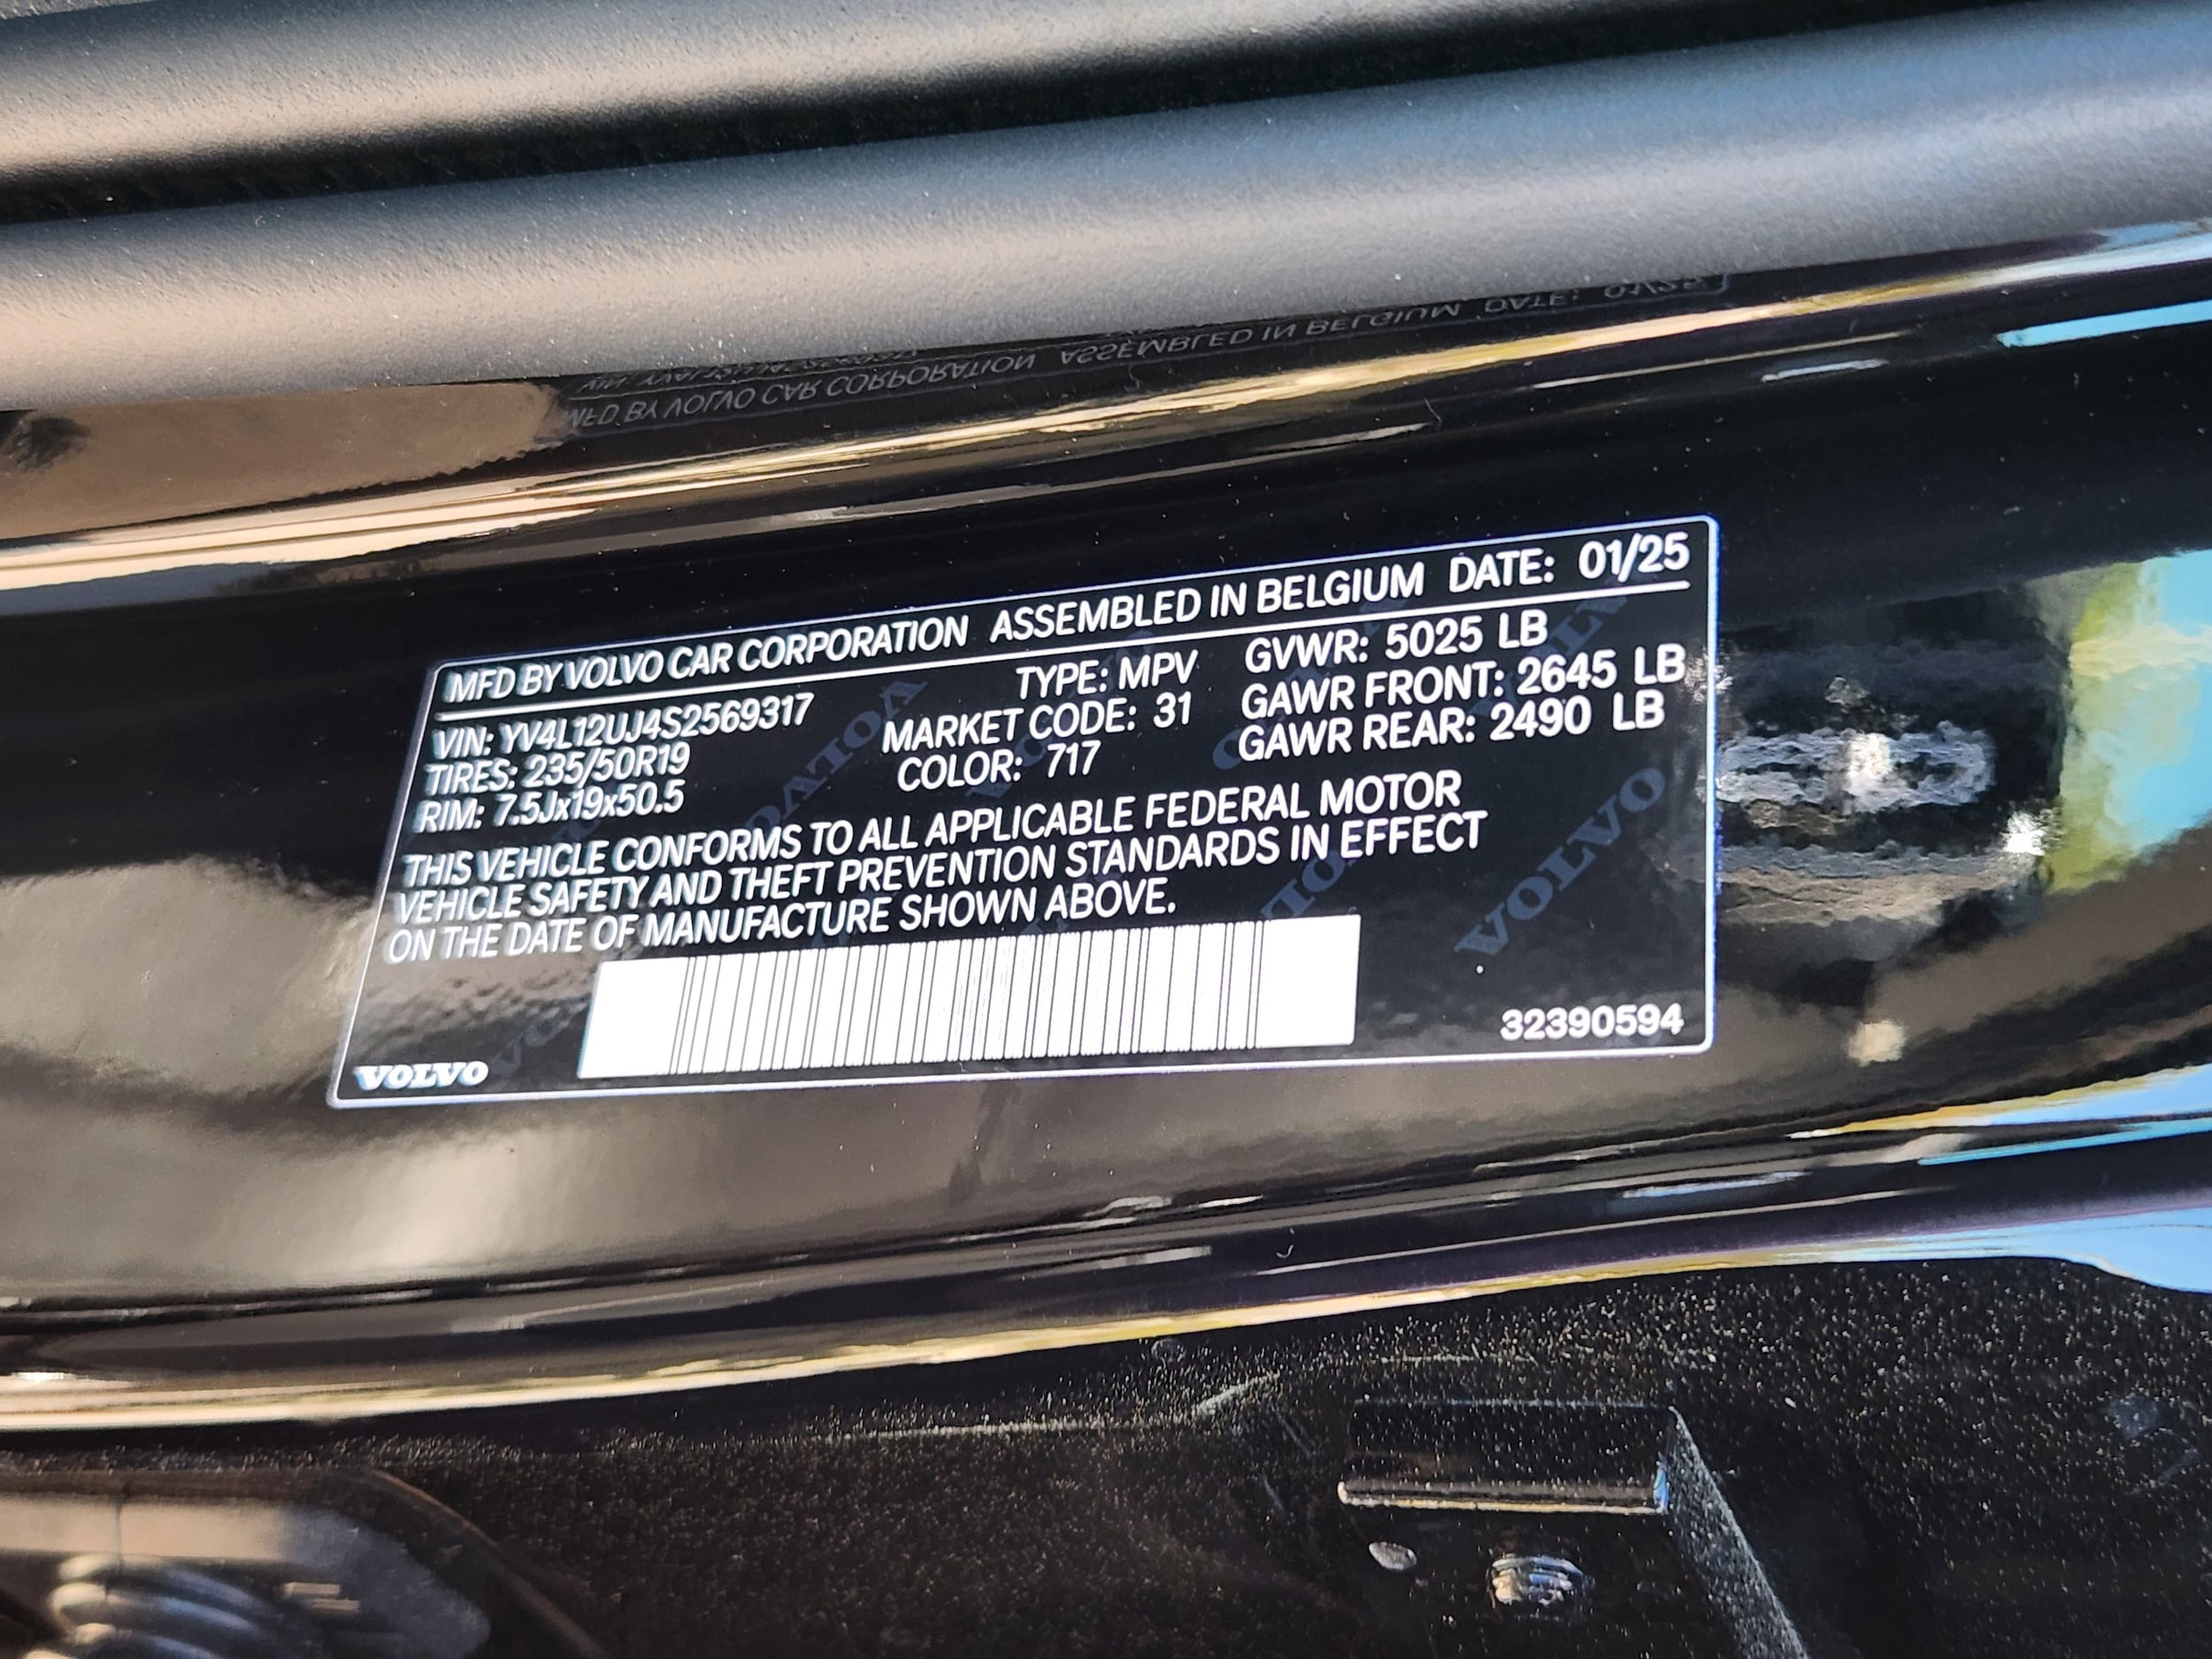 MFD BY VOLVO CAR CORPORATION ASSEMBLED IN BELGIUM DATE: 01/25
VIN: YV4L12UJ4S2569317 TYPE: MPV GVWR: 5025 LB
TIRES: 235/50R19 MARKET CODE: 31 GAWR FRONT: 2645 LB
RIM: 7.5Jx19x50.5 COLOR: 717 GAWR REAR: 2490 LB
THIS VEHICLE CONFORMS TO ALL APPLICABLE FEDERAL MOTOR
VEHICLE SAFETY AND THEFT PREVENTION STANDARDS IN EFFECT
ON THE DATE OF MANUFACTURE SHOWN ABOVE.
VOLVO
32390594